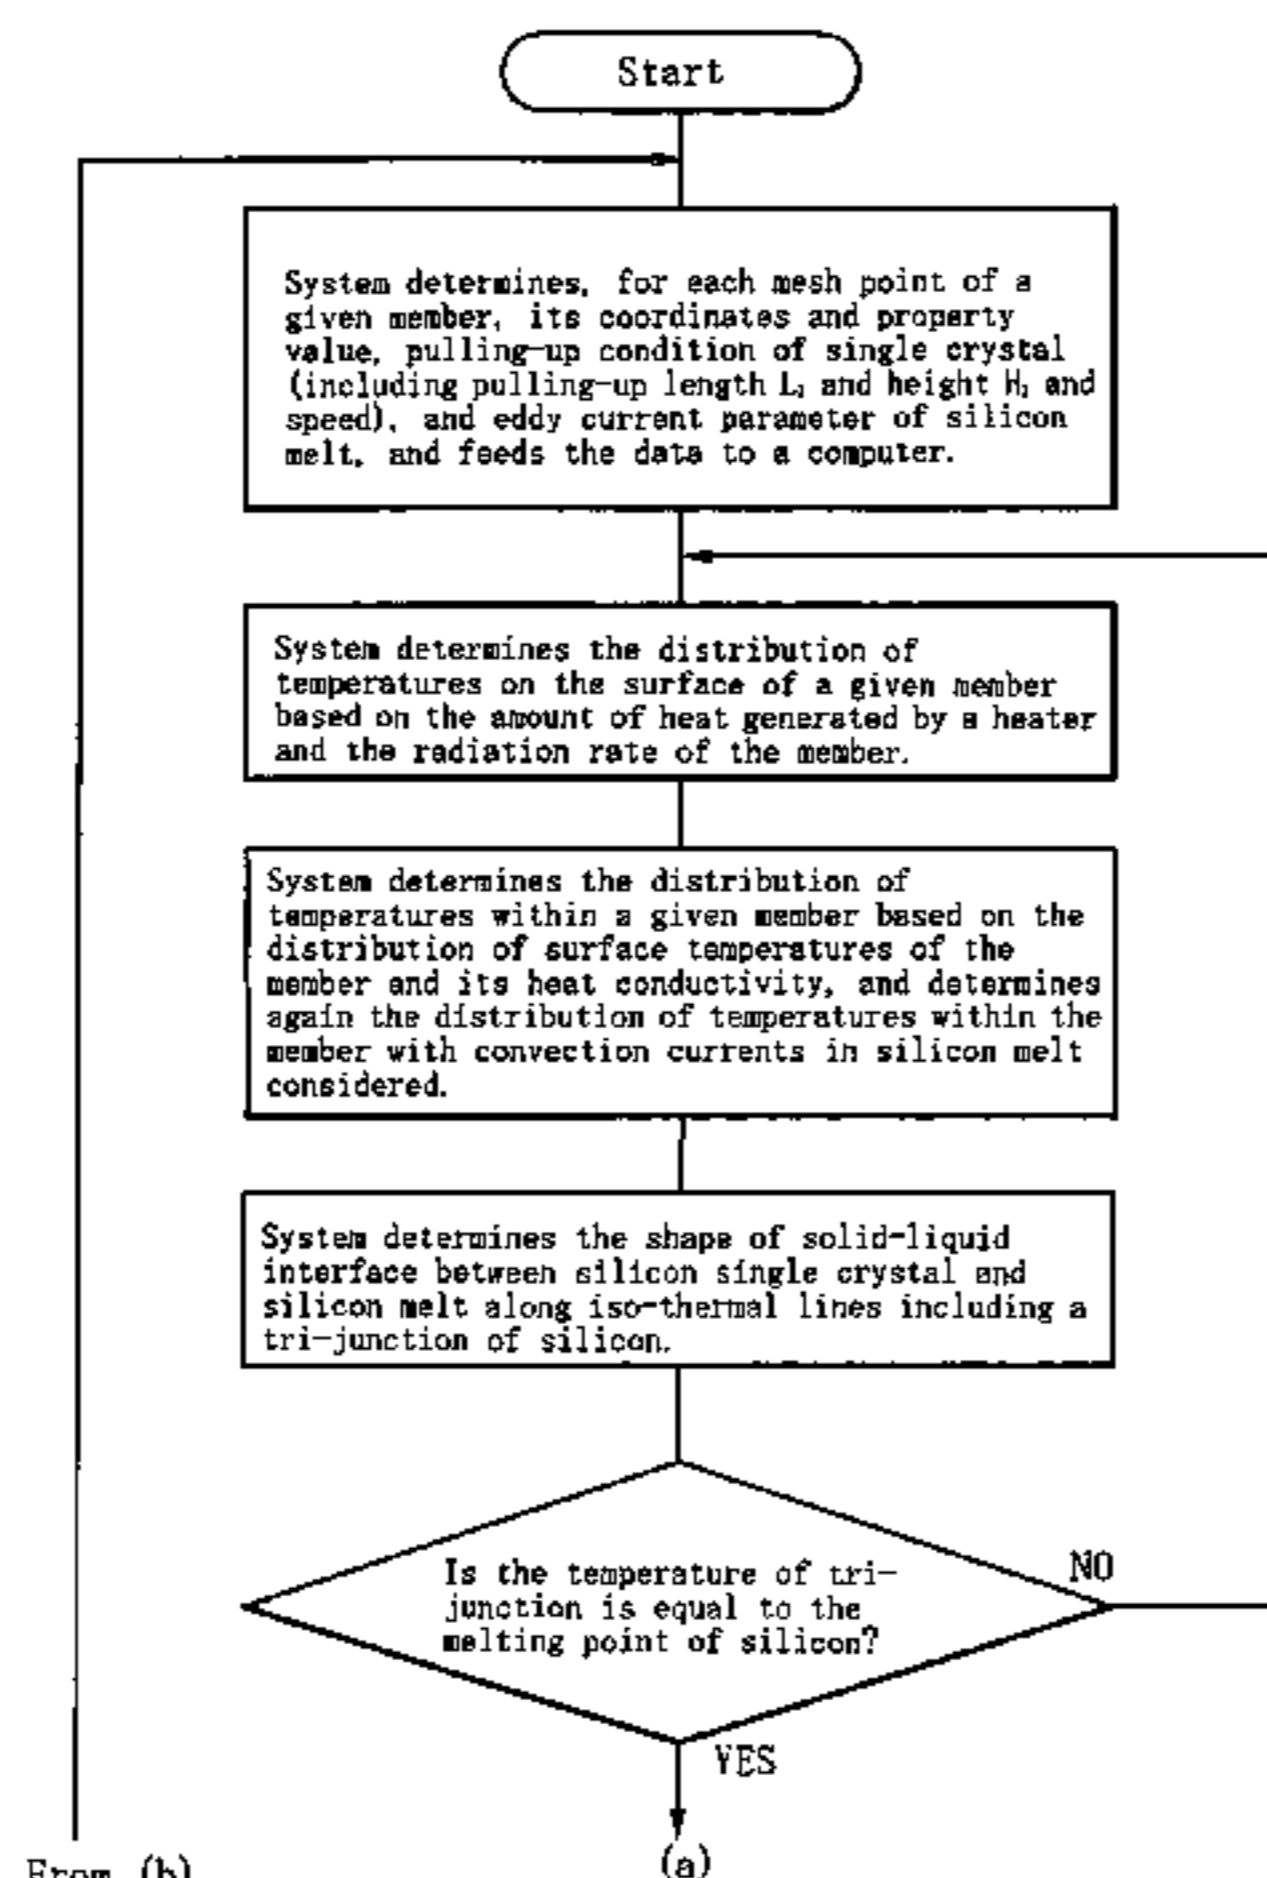 Start
System determines, for each mesh point of a
given member, its coordinates and property
value, pulling-up condition of single crystal
(including pulling-up length L₁ and height H₁ and
speed), and eddy current parameter of silicon
melt, and feeds the data to a computer.
System determines the distribution of
temperatures on the surface of a given member
based on the amount of heat generated by a heater
and the radiation rate of the member.
System determines the distribution of
temperatures within a given member based on the
distribution of surface temperatures of the
member and its heat conductivity, and determines
again the distribution of temperatures within the
member with convection currents in silicon melt
considered.
System determines the shape of solid-liquid
interface between silicon single crystal and
silicon melt along iso-thermal lines including a
tri-junction of silicon.
Is the temperature of tri-
junction is equal to the
melting point of silicon?
NO
YES
(a)
From (b)